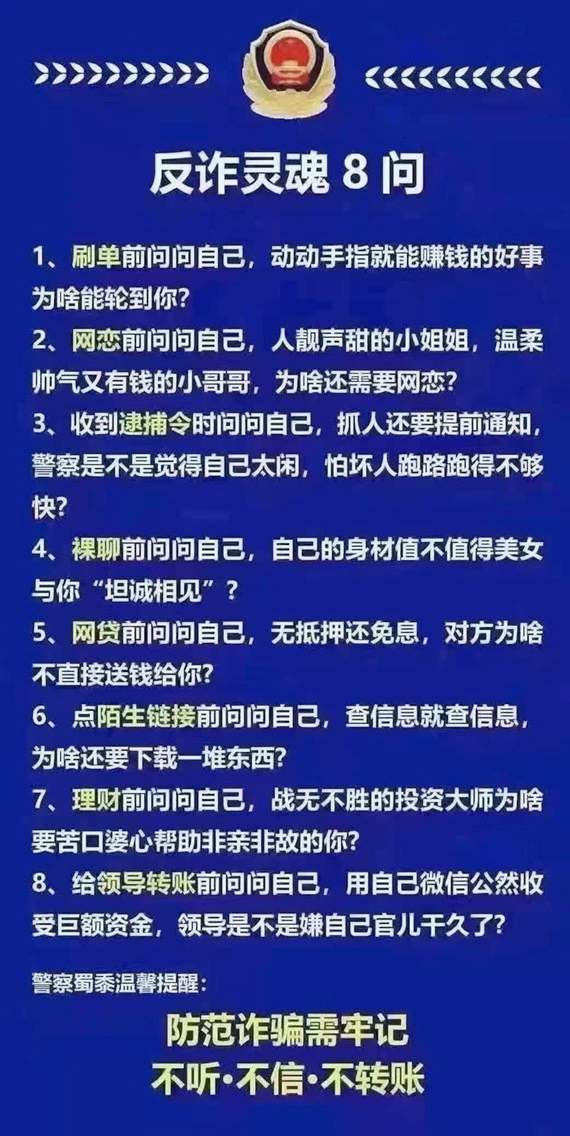 反诈灵魂 8 问
1、刷单前问问自己，动动手指就能赚钱的好事
为啥能轮到你？
2、网恋前问问自己，人靓声甜的小姐姐，温柔
帅气又有钱的小哥哥，为啥还需要网恋？
3、收到逮捕令时问问自己，抓人还要提前通知，
警察是不是觉得自己太闲，怕坏人跑路跑得不够
快？
4、裸聊前问问自己，自己的身材值不值得美女
与你“坦诚相见”？
5、网贷前问问自己，无抵押还免息，对方为啥
不直接送钱给你？
6、点陌生链接前问问自己，查信息就查信息，
为啥还要下载一堆东西？
7、理财前问问自己，战无不胜的投资大师为啥
要苦口婆心帮助非亲非故的你？
8、给领导转账前问问自己，用自己微信公然收
受巨额资金，领导是不是嫌自己官儿干久了？
警察蜀黍温馨提醒：
防范诈骗需牢记
不听·不信·不转账